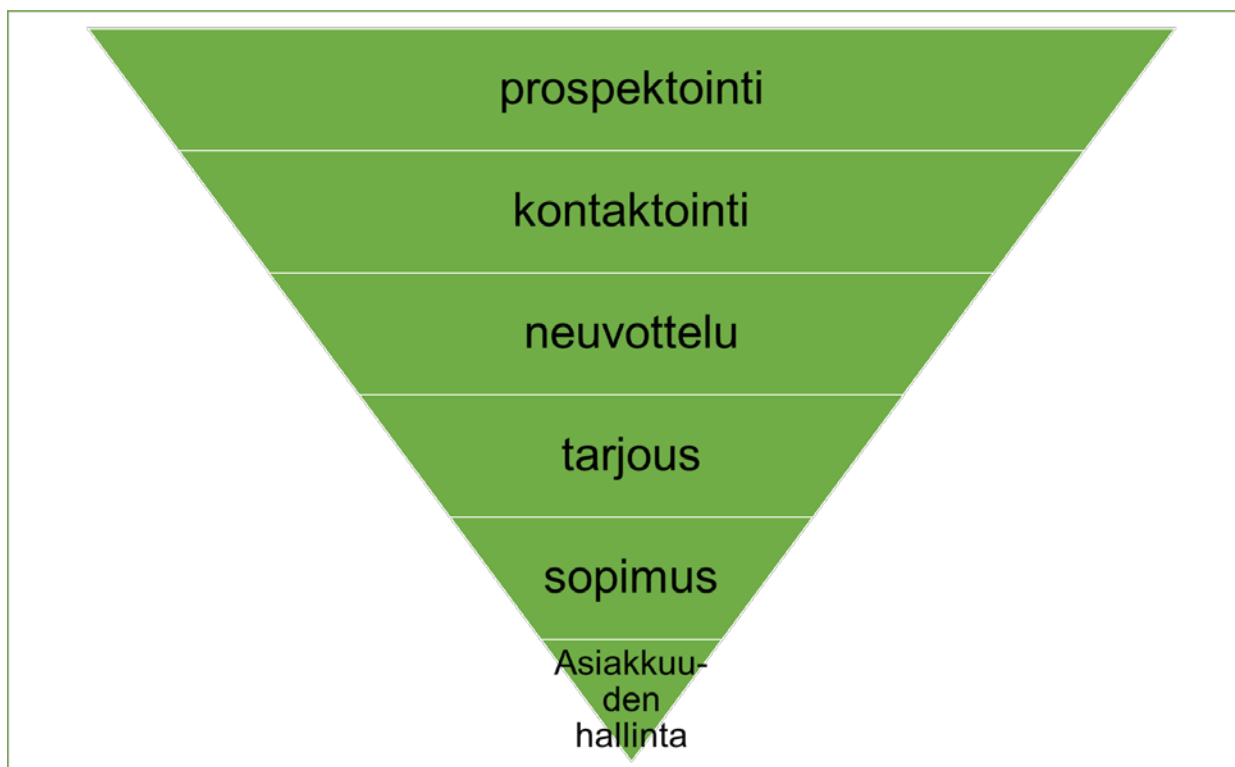 prospektointi
kontaktointi
neuvottelu
tarjous
sopimus
Asiakkuu-
den
hallinta